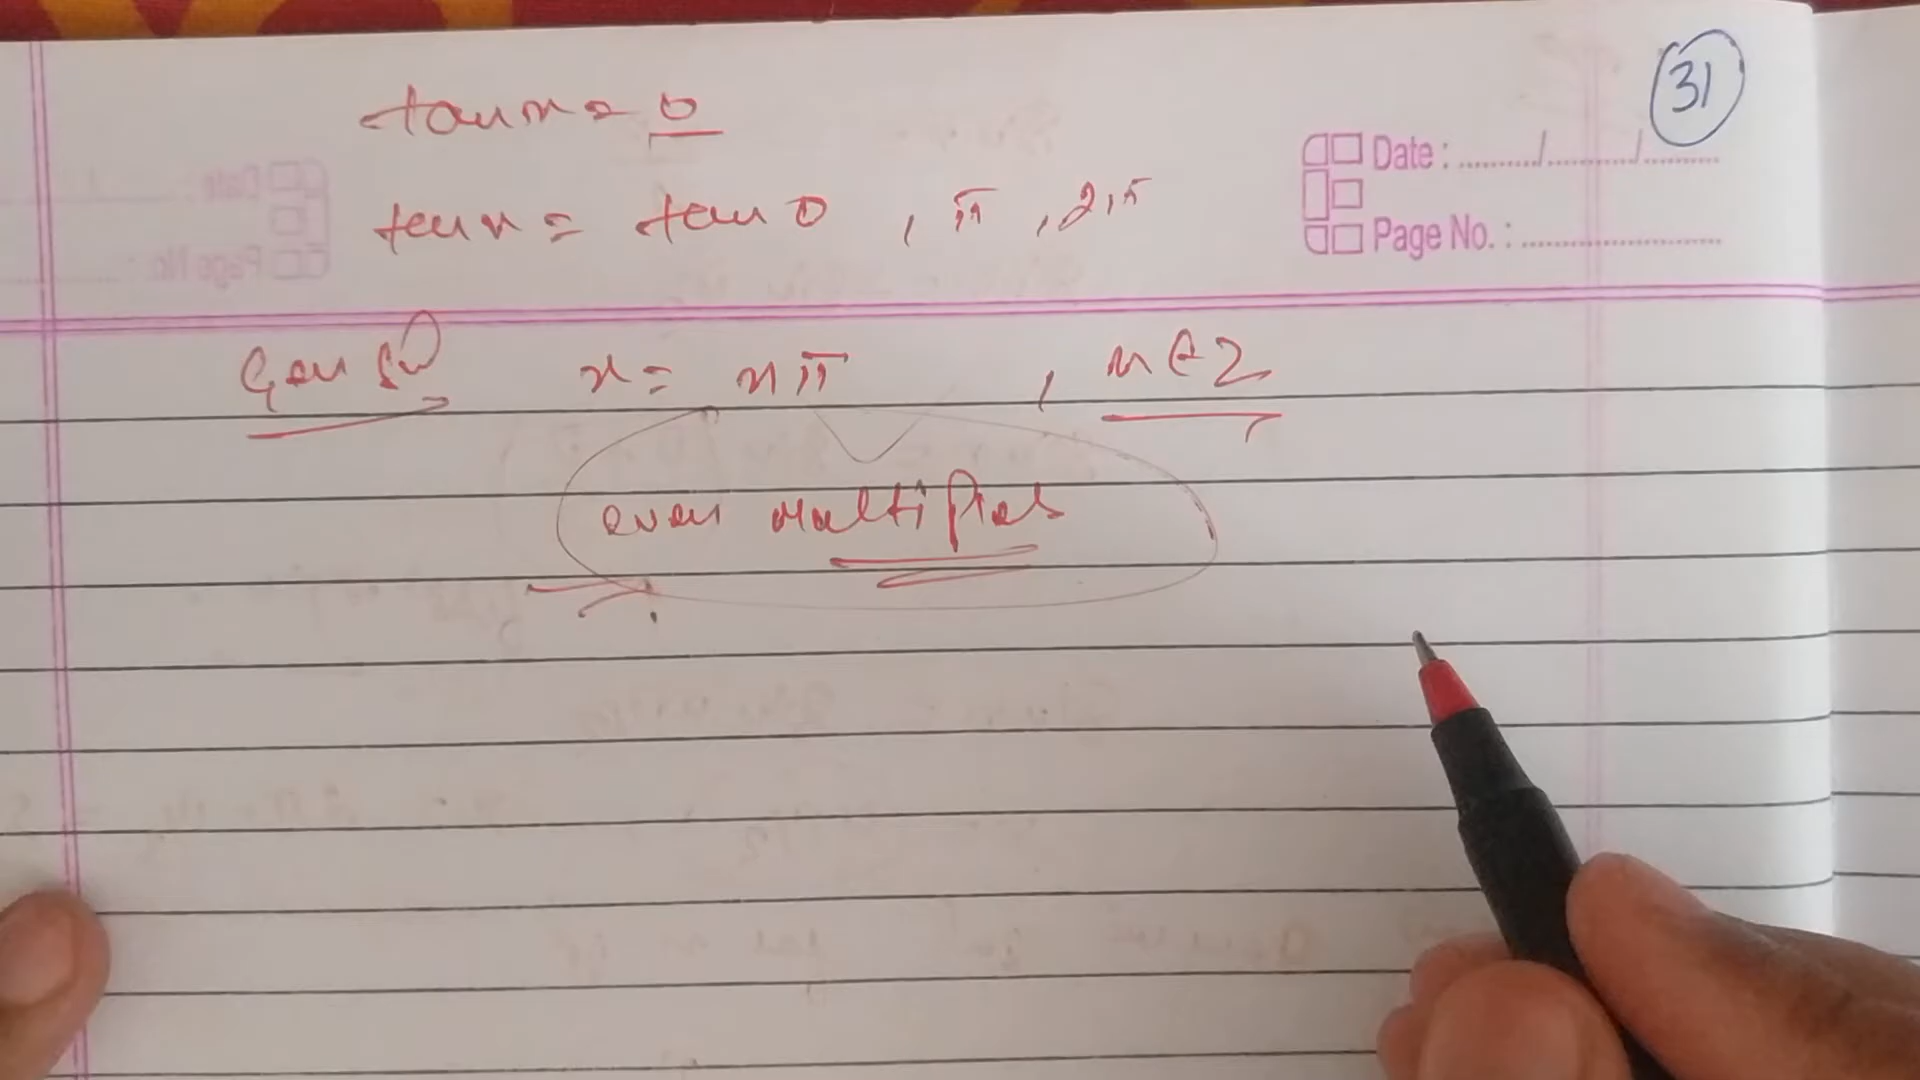 31
tan x = 0
Date : ......../......../........
tan x = tan 0 , π , 2π
Page No. : ........................
Gen sol x = nπ , n ∈ Z
even multiples